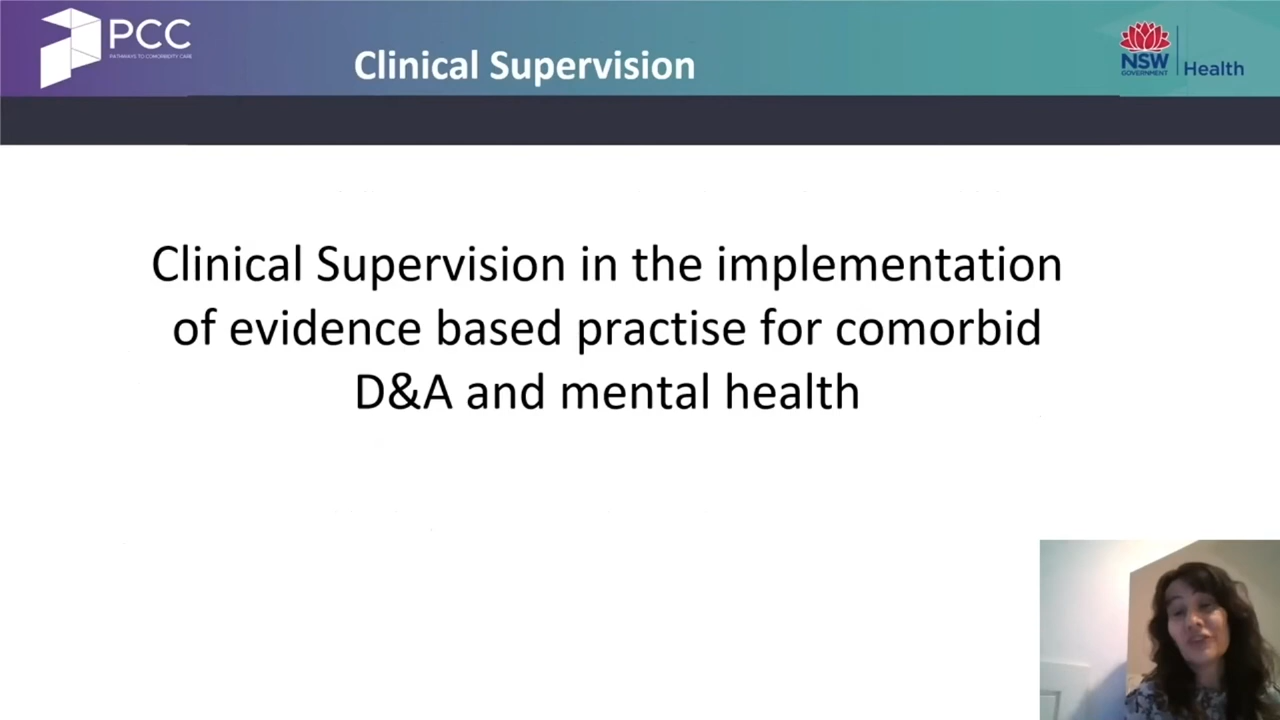 PCC
PATHWAYS TO COMORBIDITY CARE
Clinical Supervision
NSW
GOVERNMENT
Health
Clinical Supervision in the implementation
of evidence based practise for comorbid
D&A and mental health